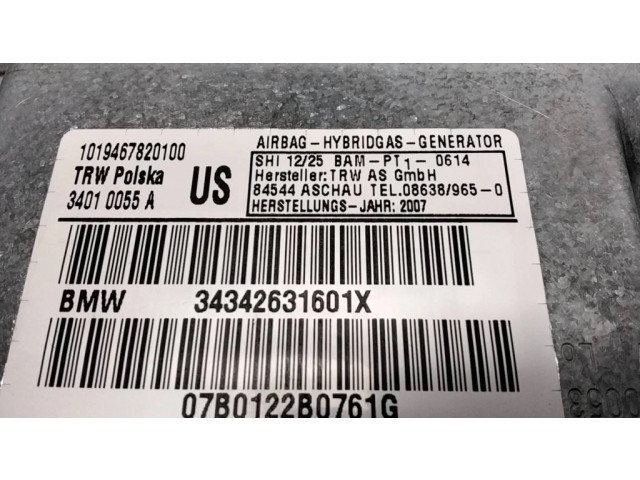 1019467820100
TRW Polska
3401 0055 A
US
AIRBAG-HYBRIDGAS-GENERATOR
SHI 12/25 BAM-PT1-0614
Hersteller:TRW AS GmbH
84544 ASCHAU TEL.08638/965-0
HERSTELLUNGS-JAHR: 2007
BMW 34342631601X
07B0122B0761G